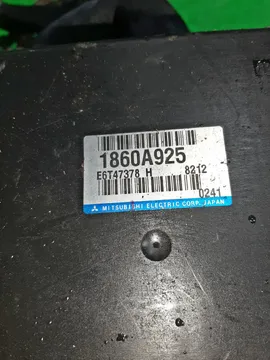 1860A925
E6T47378 H 8212
0241
MITSUBISHI ELECTRIC CORP. JAPAN